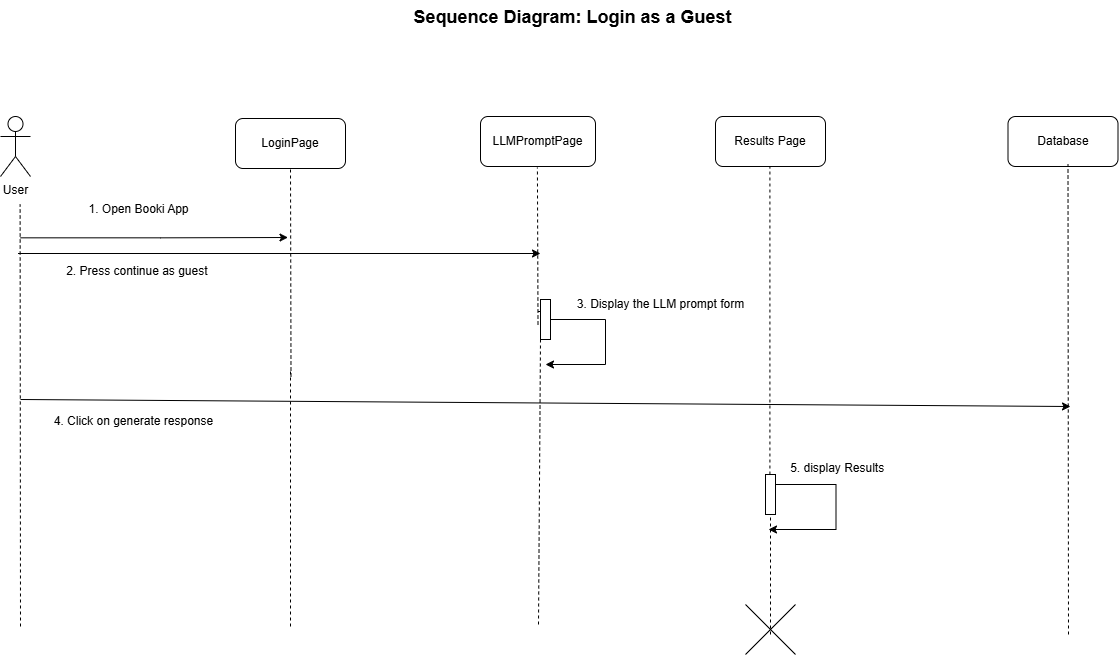 Sequence Diagram: Login as a Guest
LoginPage
LLMPromptPage
Results Page
Database
User
1. Open Booki App
2. Press continue as guest
3. Display the LLM prompt form
4. Click on generate response
5. display Results